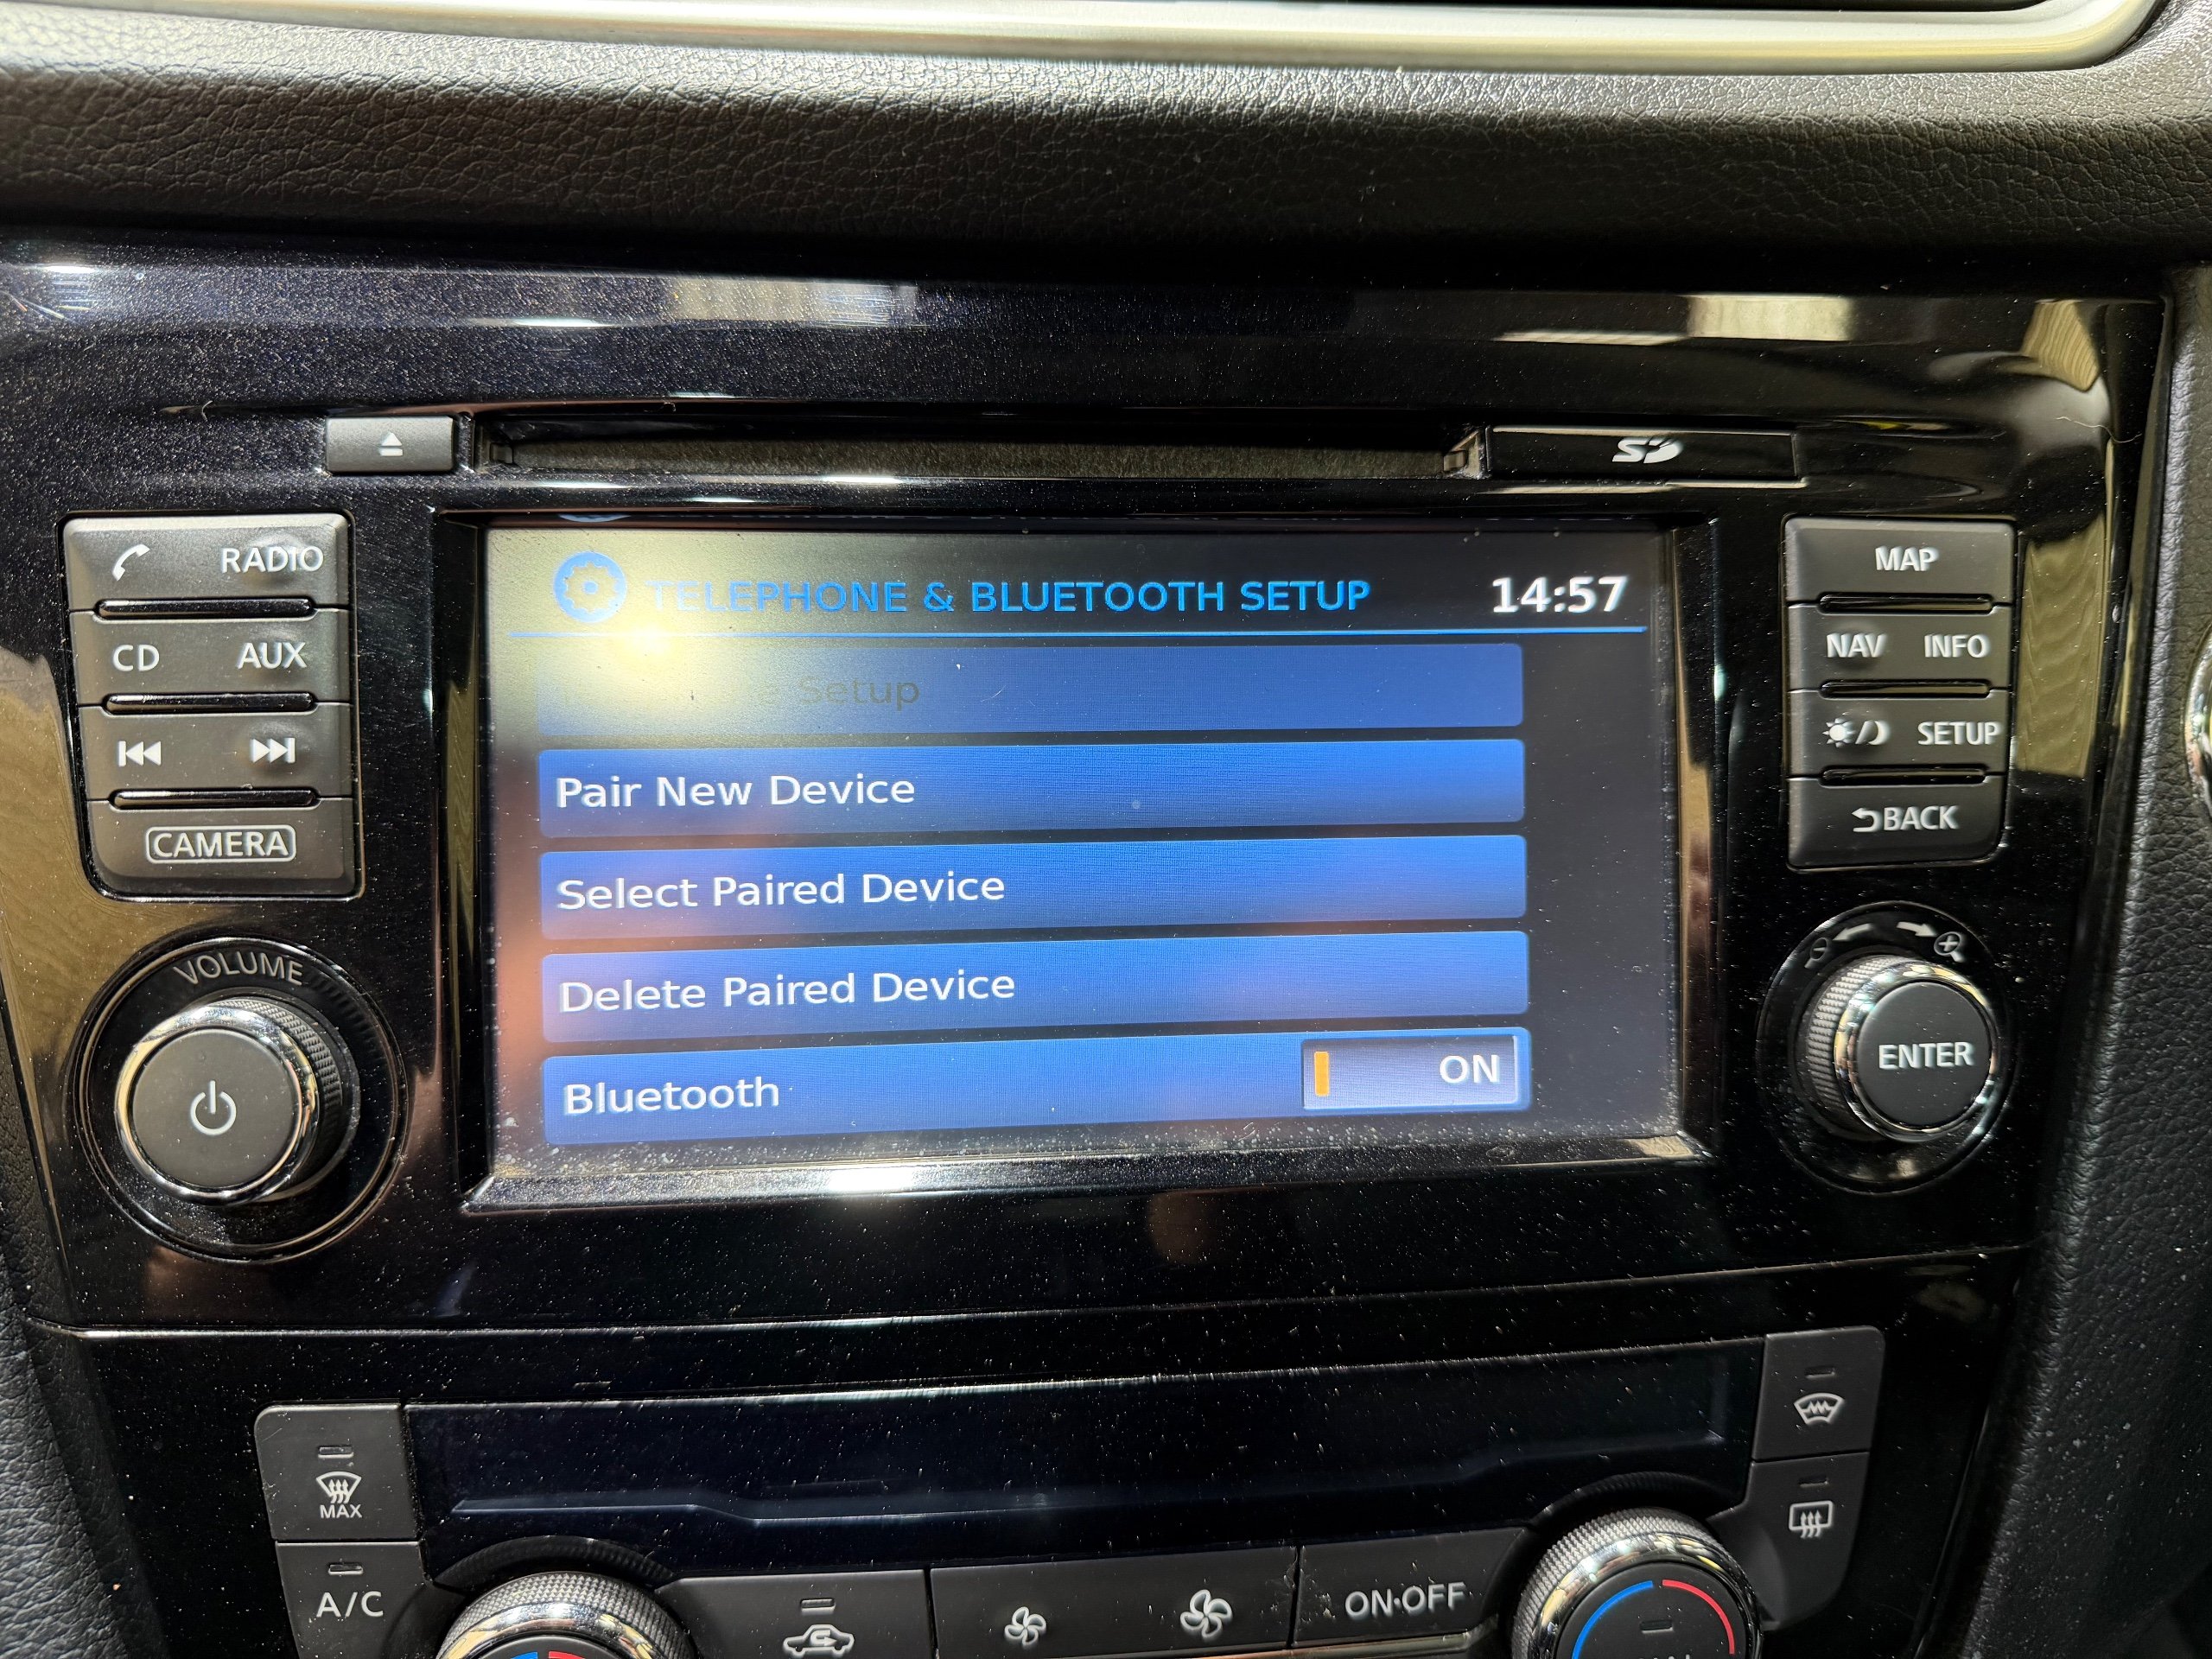 SD
RADIO
CD AUX
CAMERA
VOLUME
TELEPHONE & BLUETOOTH SETUP 14:57
Setup
Pair New Device
Select Paired Device
Delete Paired Device
Bluetooth ON
MAP
NAV INFO
SETUP
BACK
ENTER
MAX
A/C
ON·OFF